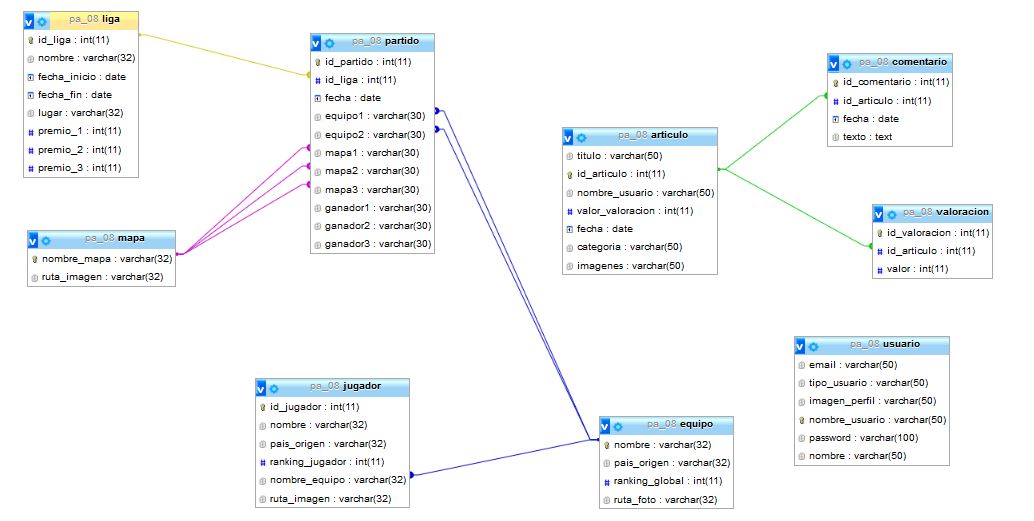 pa_08 liga
id_liga : int(11)
nombre : varchar(32)
fecha_inicio : date
fecha_fin : date
lugar : varchar(32)
premio_1 : int(11)
premio_2 : int(11)
premio_3 : int(11)
pa_08 partido
id_partido : int(11)
id_liga : int(11)
fecha : date
equipo1 : varchar(30)
equipo2 : varchar(30)
mapa1 : varchar(30)
mapa2 : varchar(30)
mapa3 : varchar(30)
ganador1 : varchar(30)
ganador2 : varchar(30)
ganador3 : varchar(30)
pa_08 comentario
id_comentario : int(11)
id_articulo : int(11)
fecha : date
texto : text
pa_08 articulo
titulo : varchar(50)
id_articulo : int(11)
nombre_usuario : varchar(50)
valor_valoracion : int(11)
fecha : date
categoria : varchar(50)
imagenes : varchar(50)
pa_08 valoracion
id_valoracion : int(11)
id_articulo : int(11)
valor : int(11)
pa_08 mapa
nombre_mapa : varchar(32)
ruta_imagen : varchar(32)
pa_08 usuario
email : varchar(50)
tipo_usuario : varchar(50)
imagen_perfil : varchar(50)
nombre_usuario : varchar(50)
password : varchar(100)
nombre : varchar(50)
pa_08 jugador
id_jugador : int(11)
nombre : varchar(32)
pais_origen : varchar(32)
ranking_jugador : int(11)
nombre_equipo : varchar(32)
ruta_imagen : varchar(32)
pa_08 equipo
nombre : varchar(32)
pais_origen : varchar(32)
ranking_global : int(11)
ruta_foto : varchar(32)